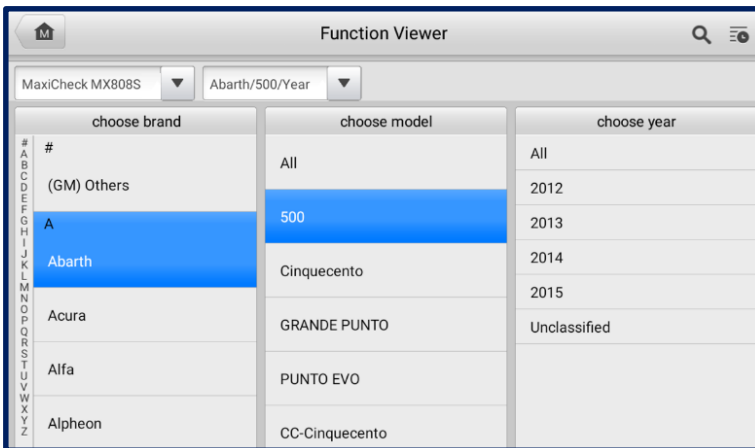 M
Function Viewer
MaxiCheck MX808S
Abarth/500/Year
choose brand
#
A
B
C
D
E
F
G
H
I
J
K
L
M
N
O
P
Q
R
S
T
U
V
W
X
Y
Z
#
(GM) Others
A
Abarth
Acura
Alfa
Alpheon
choose model
All
500
Cinquecento
GRANDE PUNTO
PUNTO EVO
CC-Cinquecento
choose year
All
2012
2013
2014
2015
Unclassified